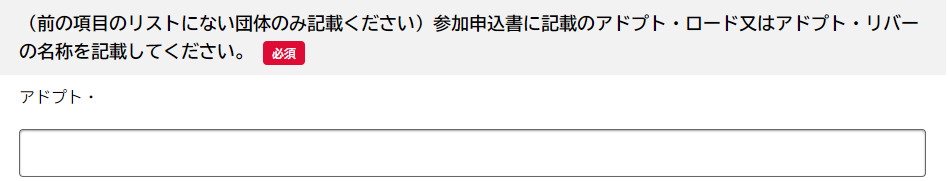 （前の項目のリストにない団体のみ記載ください）参加申込書に記載のアドプト・ロード又はアドプト・リバー
の名称を記載してください。 必須
アドプト・